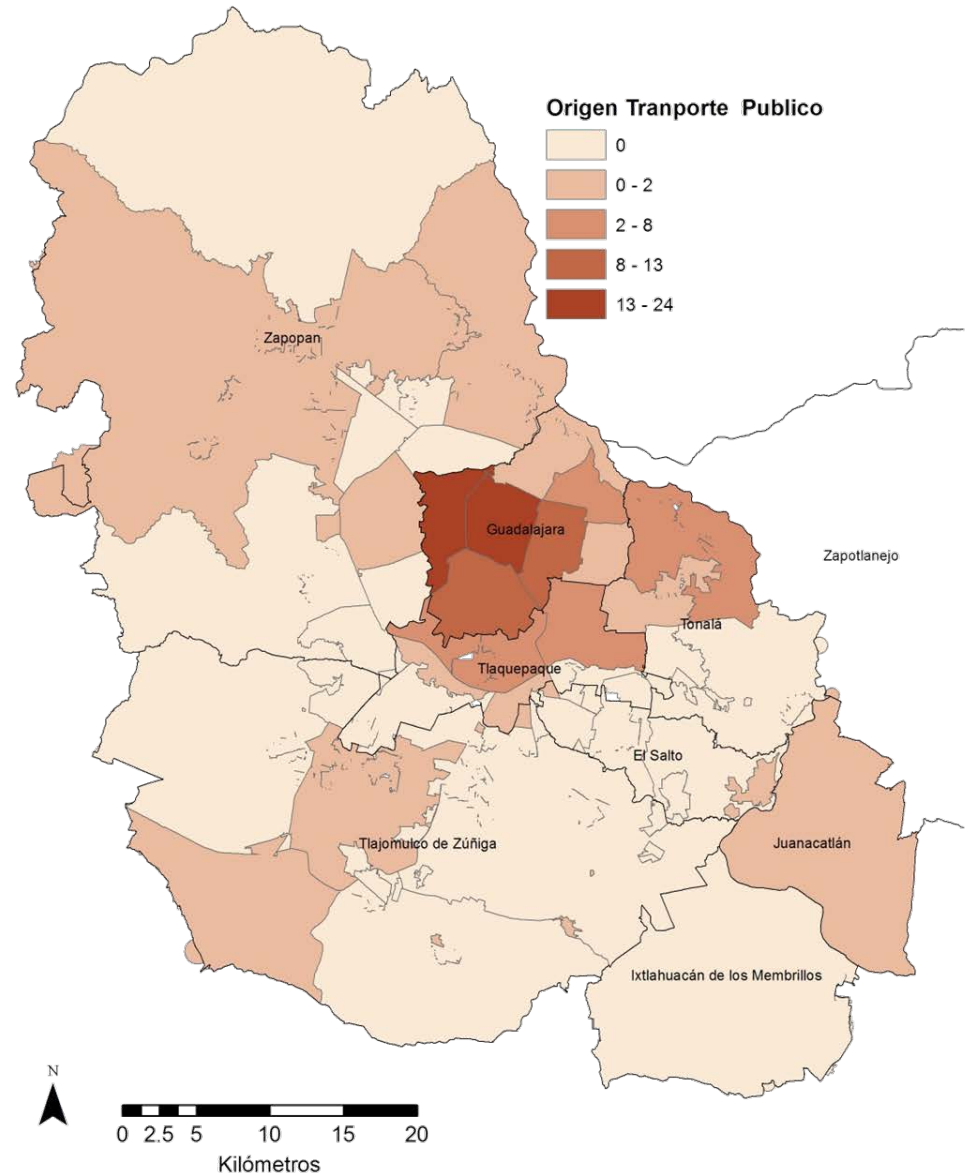 Origen Tranporte Publico
0
0 - 2
2 - 8
8 - 13
13 - 24
Zapopan
Guadalajara
Zapotlanejo
Tonalá
Tlaquepaque
El Salto
Tlajomulco de Zúñiga
Juanacatlán
Ixtlahuacán de los Membrillos
N
0 2.5 5 10 15 20
Kilómetros